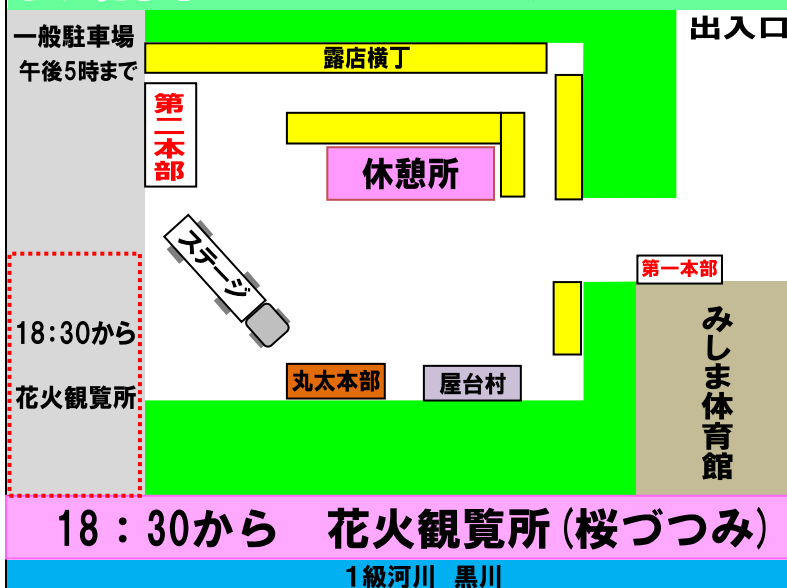 出入口
一般駐車場
午後5時まで
露店横丁
第二本部
休憩所
ステージ
第一本部
18:30から
花火観覧所
みしま体育館
丸太本部
屋台村
18：30から　花火観覧所(桜づつみ)
１級河川　黒川